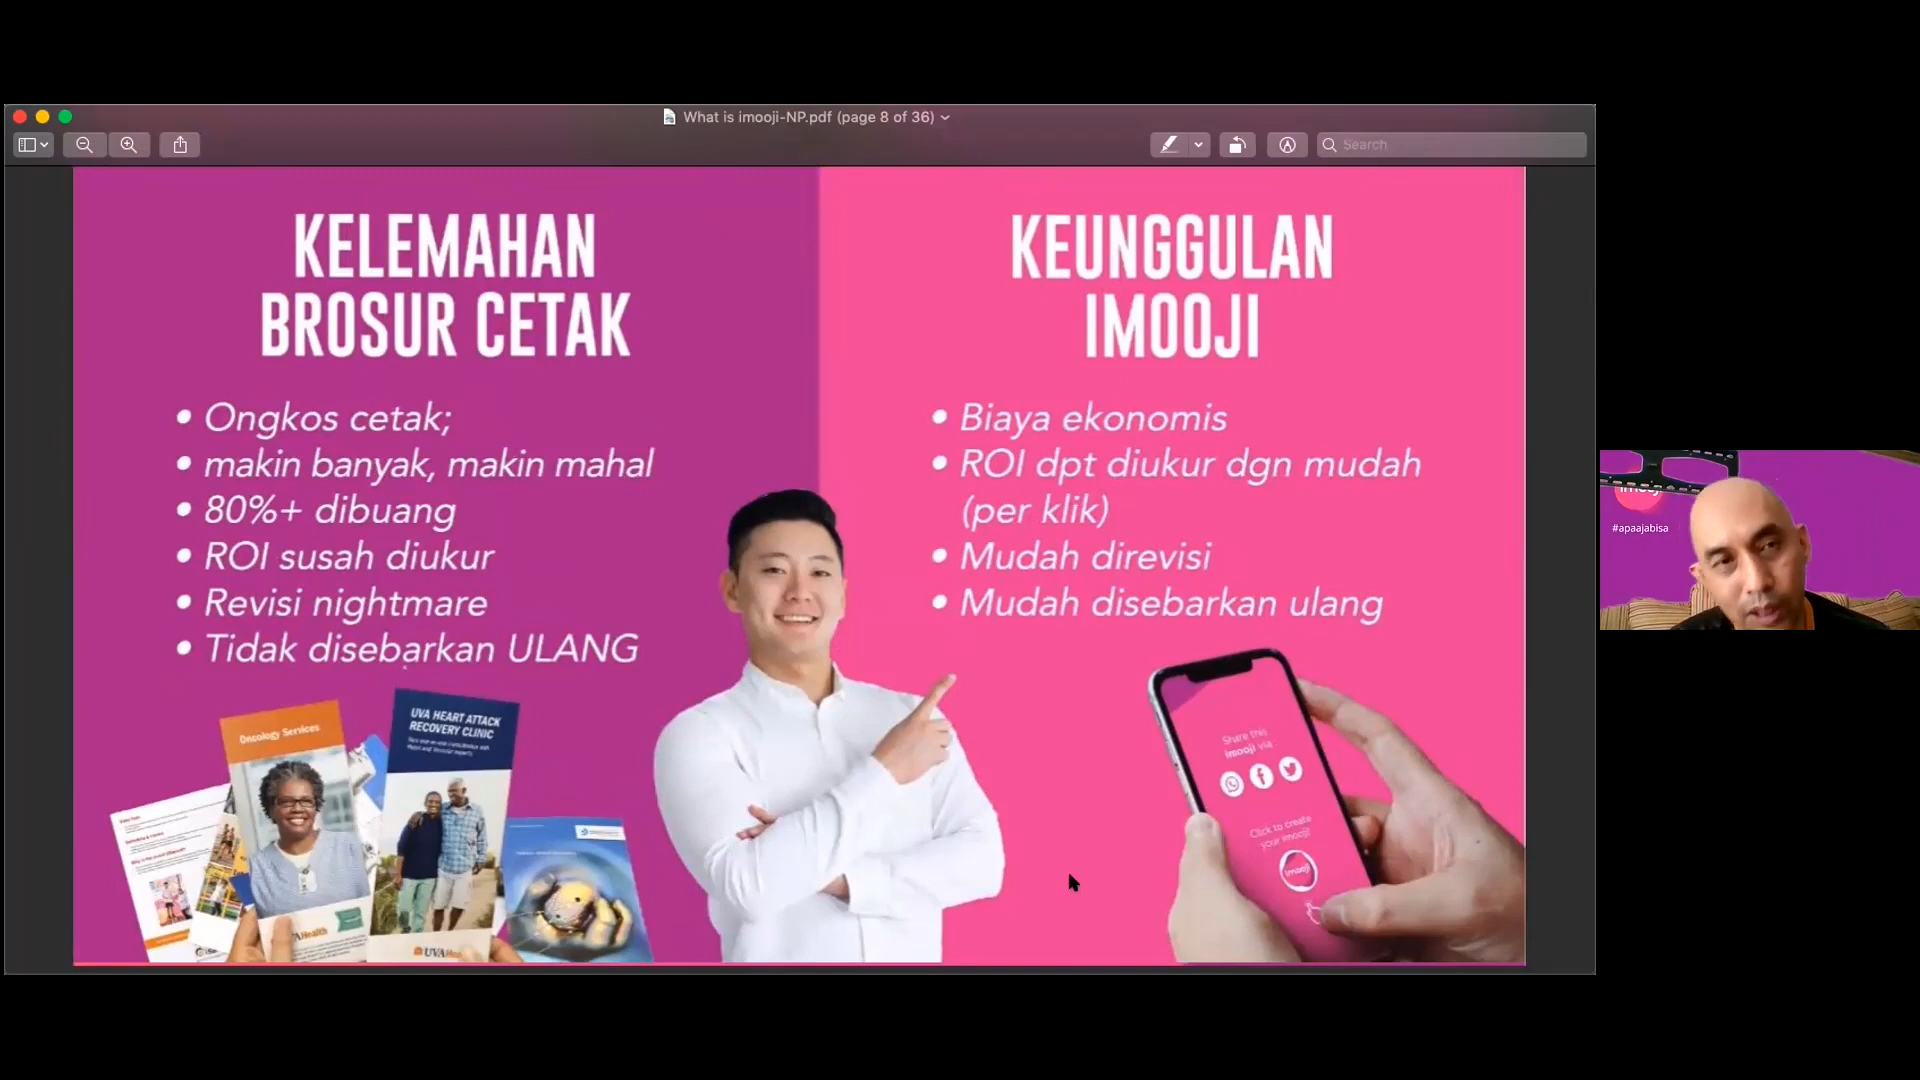 What is imooji-NP.pdf (page 8 of 36)
Search
KELEMAHAN
BROSUR CETAK
• Ongkos cetak;
• makin banyak, makin mahal
• 80%+ dibuang
• ROI susah diukur
• Revisi nightmare
• Tidak disebarkan ULANG
KEUNGGULAN
IMOOJI
• Biaya ekonomis
• ROI dpt diukur dgn mudah
(per klik)
• Mudah direvisi
• Mudah disebarkan ulang
Oncology Services
UVA HEART ATTACK
RECOVERY CLINIC
Share this
imooji via
Click to create
your imooji!
imooji
#apaajabisa